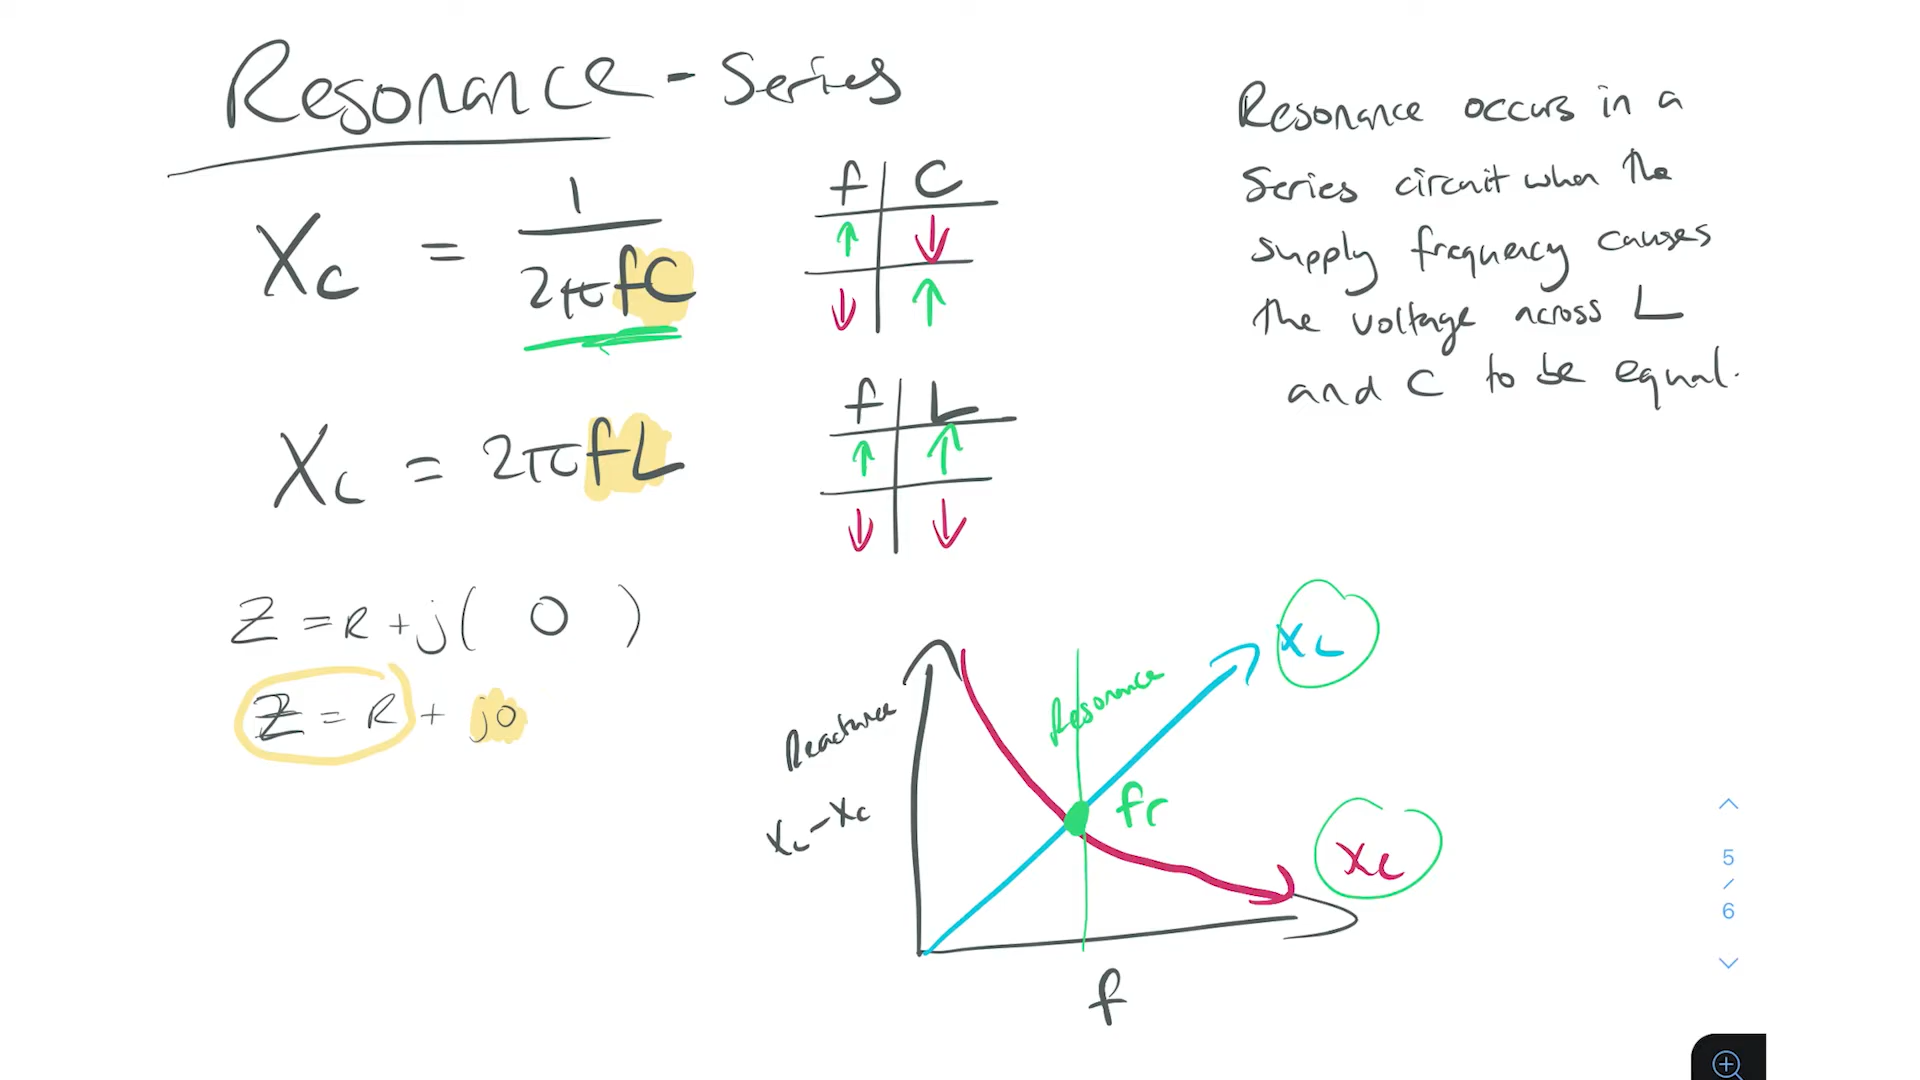 Resonance - Series
Xc = 1
2πfC
f C
↑ ↓
↓ ↑
XL = 2πfL
f L
↑ ↑
↓ ↓
Z = R + j( 0 )
Z = R + j0
Resonance occurs in a
Series circuit when the
supply frequency causes
the voltage across L
and C to be equal.
Reactance
XL-Xc
Resonance
fr
XL
Xc
f
5
/
6